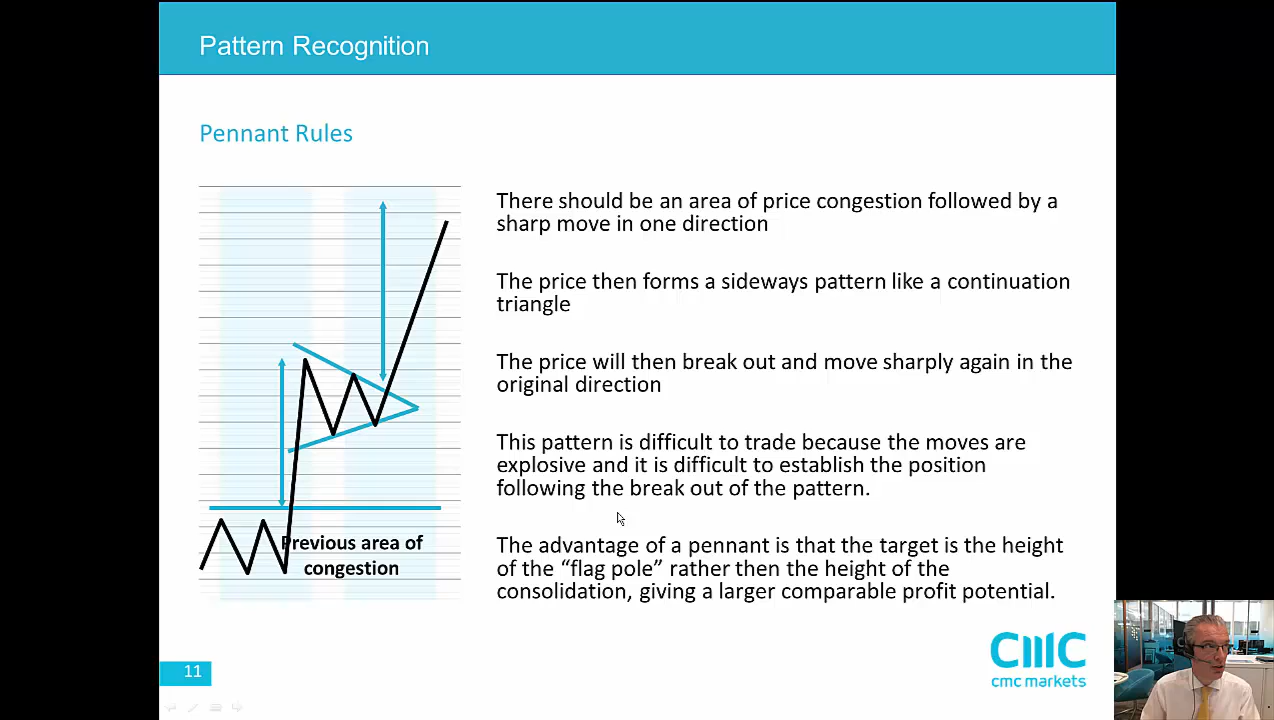 Pattern Recognition
Pennant Rules
There should be an area of price congestion followed by a
sharp move in one direction
The price then forms a sideways pattern like a continuation
triangle
The price will then break out and move sharply again in the
original direction
This pattern is difficult to trade because the moves are
explosive and it is difficult to establish the position
following the break out of the pattern.
The advantage of a pennant is that the target is the height
of the “flag pole” rather then the height of the
consolidation, giving a larger comparable profit potential.
Previous area of
congestion
11
cmc
cmc markets